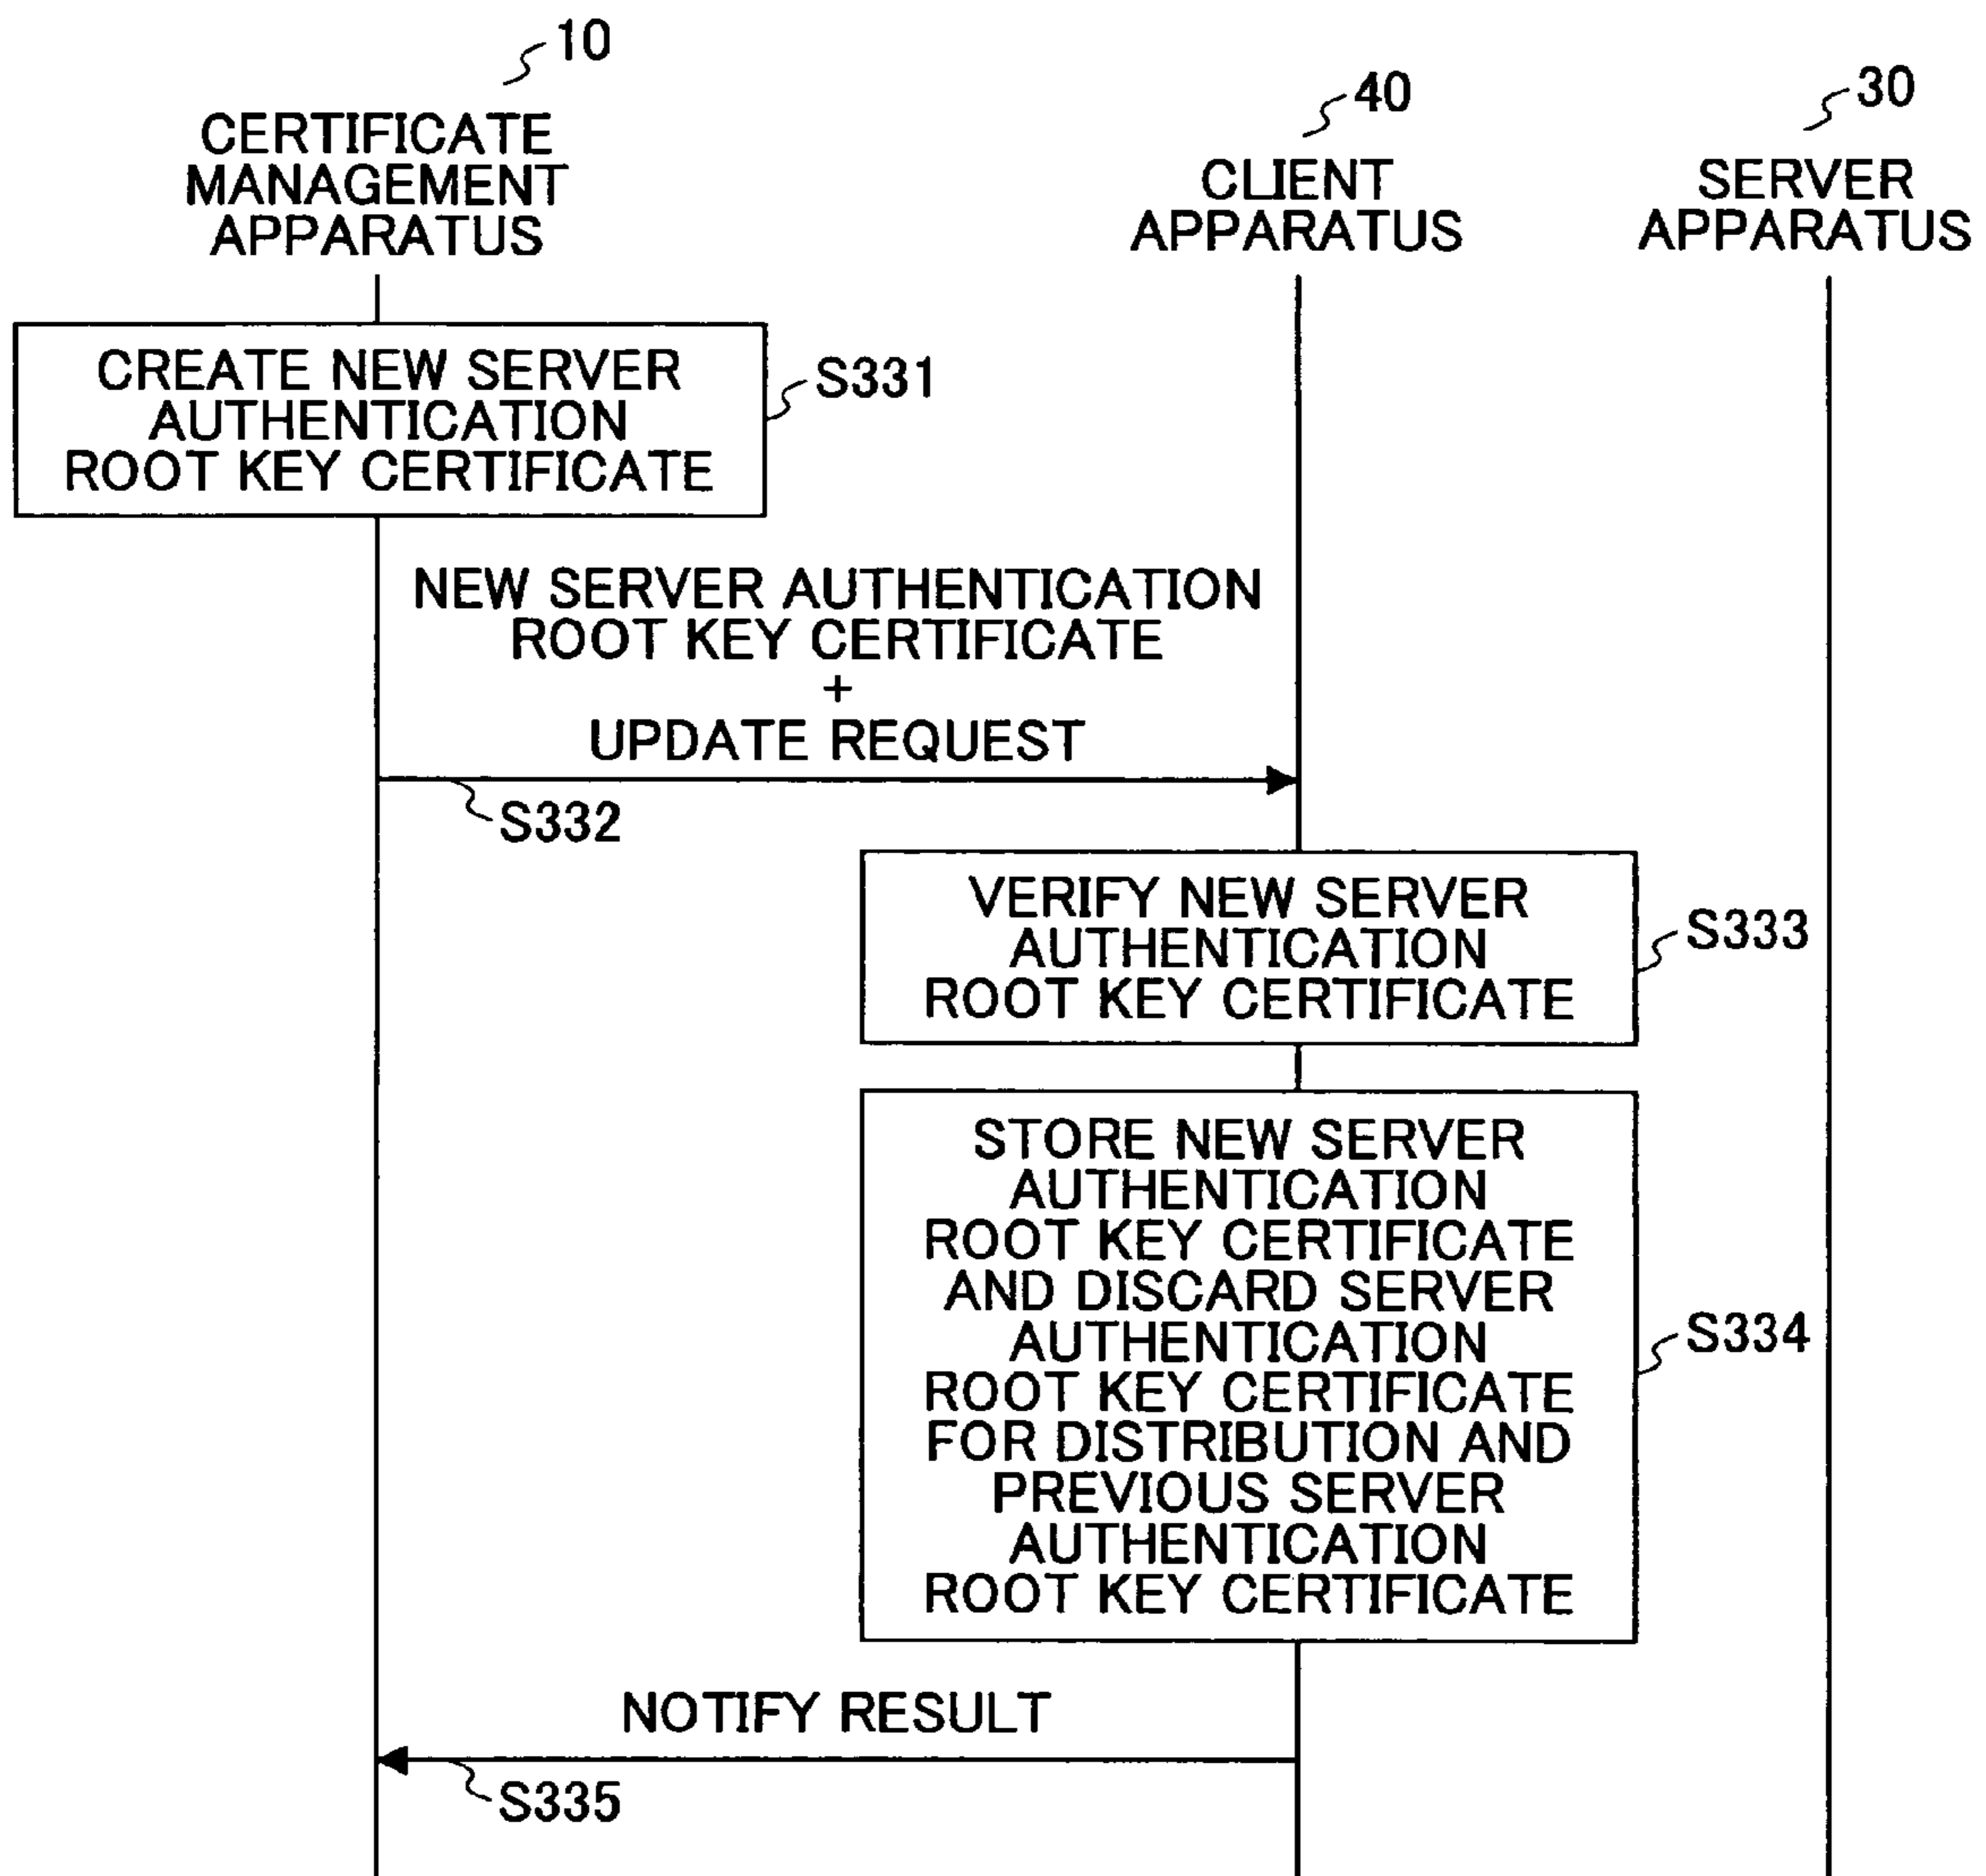 10
CERTIFICATE
MANAGEMENT
APPARATUS
40
CLIENT
APPARATUS
30
SERVER
APPARATUS
CREATE NEW SERVER
AUTHENTICATION
ROOT KEY CERTIFICATE
S331
NEW SERVER AUTHENTICATION
ROOT KEY CERTIFICATE
+
UPDATE REQUEST
S332
VERIFY NEW SERVER
AUTHENTICATION
ROOT KEY CERTIFICATE
S333
STORE NEW SERVER
AUTHENTICATION
ROOT KEY CERTIFICATE
AND DISCARD SERVER
AUTHENTICATION
ROOT KEY CERTIFICATE
FOR DISTRIBUTION AND
PREVIOUS SERVER
AUTHENTICATION
ROOT KEY CERTIFICATE
S334
NOTIFY RESULT
S335